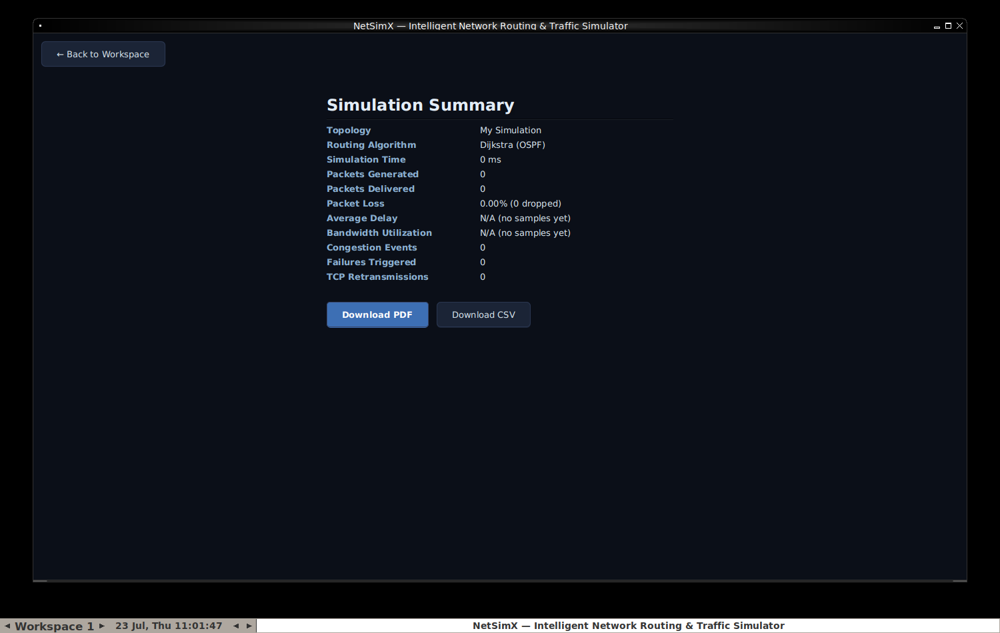 NetSimX — Intelligent Network Routing & Traffic Simulator
← Back to Workspace
Simulation Summary
Topology My Simulation
Routing Algorithm Dijkstra (OSPF)
Simulation Time 0 ms
Packets Generated 0
Packets Delivered 0
Packet Loss 0.00% (0 dropped)
Average Delay N/A (no samples yet)
Bandwidth Utilization N/A (no samples yet)
Congestion Events 0
Failures Triggered 0
TCP Retransmissions 0
Download PDF Download CSV
Workspace 1 23 Jul, Thu 11:01:47 NetSimX — Intelligent Network Routing & Traffic Simulator